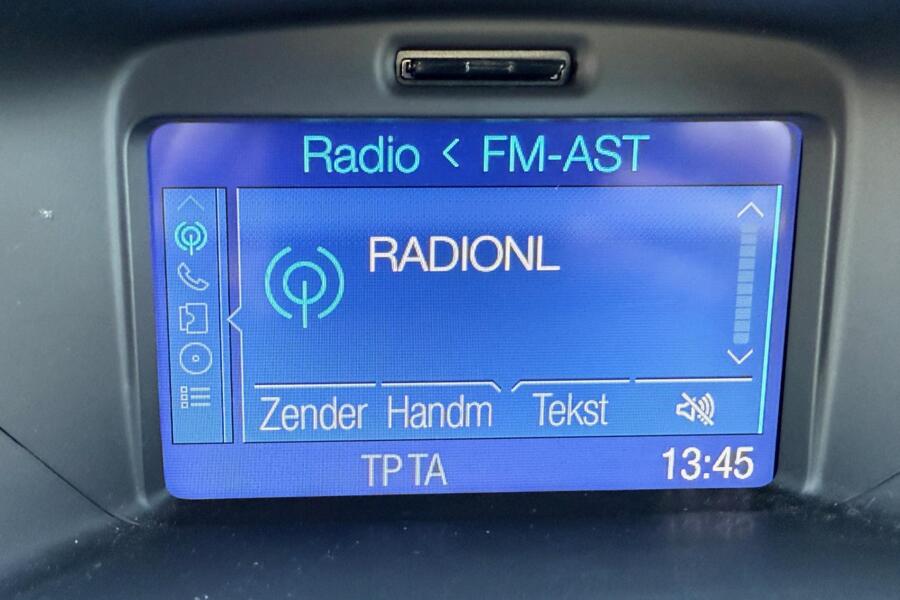 Radio < FM-AST
RADIONL
Zender Handm Tekst
TP TA 13:45